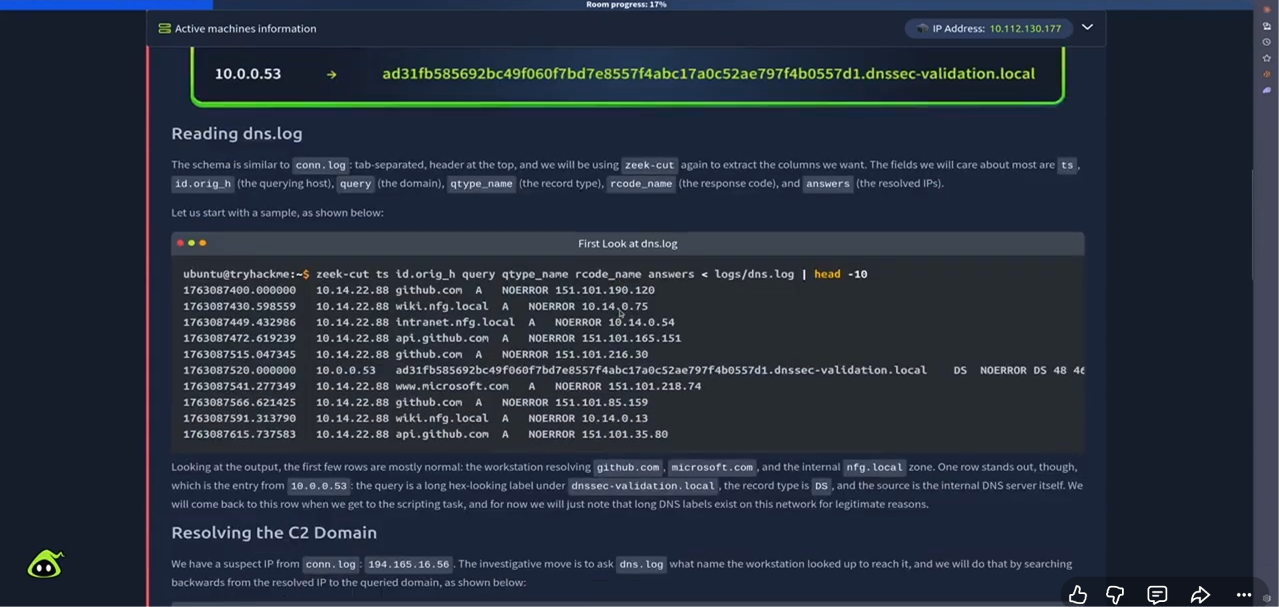 Room progress: 17%
Active machines information
IP Address: 10.112.130.177
10.0.0.53 → ad31fb585692bc49f060f7bd7e8557f4abc17a0c52ae797f4b0557d1.dnssec-validation.local
Reading dns.log
The schema is similar to conn.log: tab-separated, header at the top, and we will be using zeek-cut again to extract the columns we want. The fields we will care about most are ts,
id.orig_h (the querying host), query (the domain), qtype_name (the record type), rcode_name (the response code), and answers (the resolved IPs).
Let us start with a sample, as shown below:
First Look at dns.log
ubuntu@tryhackme:~$ zeek-cut ts id.orig_h query qtype_name rcode_name answers < logs/dns.log | head -10
1763087400.000000 10.14.22.88 github.com A NOERROR 151.101.190.120
1763087430.598559 10.14.22.88 wiki.nfg.local A NOERROR 10.14.0.75
1763087449.432986 10.14.22.88 intranet.nfg.local A NOERROR 10.14.0.54
1763087472.619239 10.14.22.88 api.github.com A NOERROR 151.101.165.151
1763087515.047345 10.14.22.88 github.com A NOERROR 151.101.216.30
1763087520.000000 10.0.0.53 ad31fb585692bc49f060f7bd7e8557f4abc17a0c52ae797f4b0557d1.dnssec-validation.local DS NOERROR DS 48 46
1763087541.277349 10.14.22.88 www.microsoft.com A NOERROR 151.101.218.74
1763087566.621425 10.14.22.88 github.com A NOERROR 151.101.85.159
1763087591.313790 10.14.22.88 wiki.nfg.local A NOERROR 10.14.0.13
1763087615.737583 10.14.22.88 api.github.com A NOERROR 151.101.35.80
Looking at the output, the first few rows are mostly normal: the workstation resolving github.com, microsoft.com, and the internal nfg.local zone. One row stands out, though,
which is the entry from 10.0.0.53: the query is a long hex-looking label under dnssec-validation.local, the record type is DS, and the source is the internal DNS server itself. We
will come back to this row when we get to the scripting task, and for now we will just note that long DNS labels exist on this network for legitimate reasons.
Resolving the C2 Domain
We have a suspect IP from conn.log: 194.165.16.56. The investigative move is to ask dns.log what name the workstation looked up to reach it, and we will do that by searching
backwards from the resolved IP to the queried domain, as shown below: